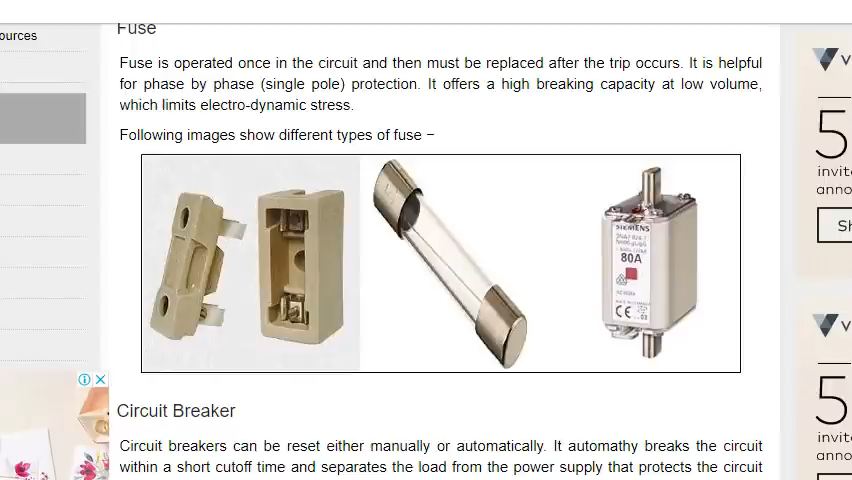 Fuse
ources
Fuse is operated once in the circuit and then must be replaced after the trip occurs. It is helpful
for phase by phase (single pole) protection. It offers a high breaking capacity at low volume,
which limits electro-dynamic stress.
Following images show different types of fuse −
SIEMENS
80A
CE
Circuit Breaker
Circuit breakers can be reset either manually or automatically. It automathy breaks the circuit
within a short cutoff time and separates the load from the power supply that protects the circuit
V
5
invit
anno
Sh
V
5
invit
anno